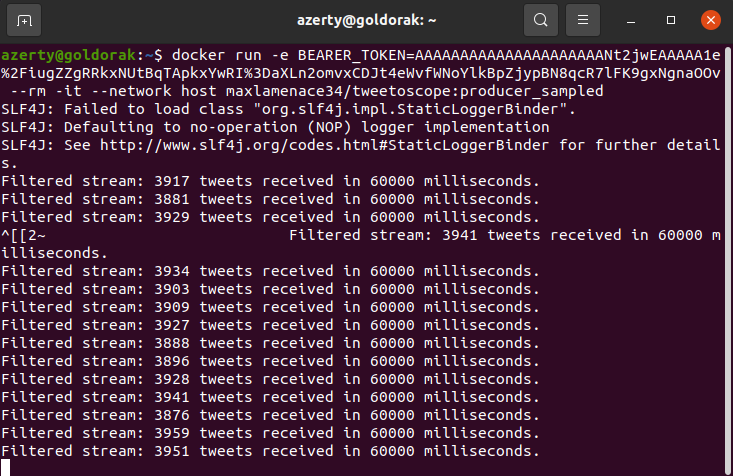 azerty@goldorak: ~
azerty@goldorak:~$ docker run -e BEARER_TOKEN=AAAAAAAAAAAAAAAAAAAAANt2jwEAAAAA1e
%2FiugZZgRRkxNUtBqTApkxYwRI%3DaXLn2omvxCDJt4eWvfWNoYlkBpZjypBN8qcR7lFK9gxNgnaOOv
 --rm -it --network host maxlamenace34/tweetoscope:producer_sampled
SLF4J: Failed to load class "org.slf4j.impl.StaticLoggerBinder".
SLF4J: Defaulting to no-operation (NOP) logger implementation
SLF4J: See http://www.slf4j.org/codes.html#StaticLoggerBinder for further detail
s.
Filtered stream: 3917 tweets received in 60000 milliseconds.
Filtered stream: 3881 tweets received in 60000 milliseconds.
Filtered stream: 3929 tweets received in 60000 milliseconds.
^[[2~                           Filtered stream: 3941 tweets received in 60000 m
illiseconds.
Filtered stream: 3934 tweets received in 60000 milliseconds.
Filtered stream: 3903 tweets received in 60000 milliseconds.
Filtered stream: 3909 tweets received in 60000 milliseconds.
Filtered stream: 3927 tweets received in 60000 milliseconds.
Filtered stream: 3888 tweets received in 60000 milliseconds.
Filtered stream: 3896 tweets received in 60000 milliseconds.
Filtered stream: 3928 tweets received in 60000 milliseconds.
Filtered stream: 3941 tweets received in 60000 milliseconds.
Filtered stream: 3876 tweets received in 60000 milliseconds.
Filtered stream: 3959 tweets received in 60000 milliseconds.
Filtered stream: 3951 tweets received in 60000 milliseconds.